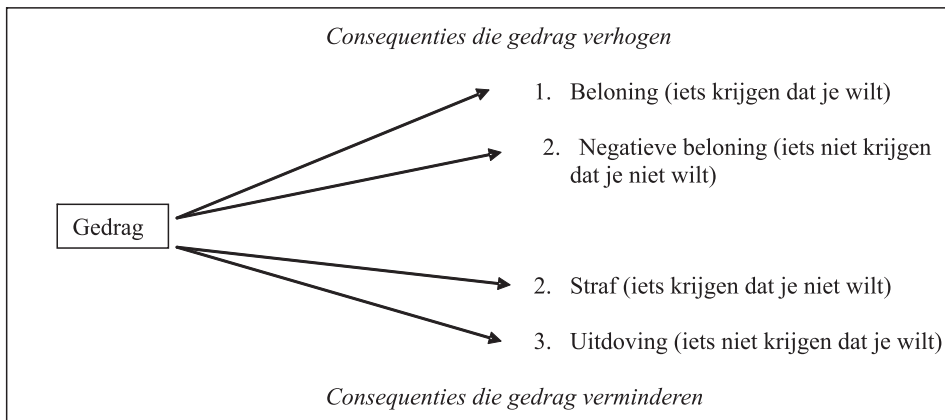 Consequenties die gedrag verhogen
1. Beloning (iets krijgen dat je wilt)
2. Negatieve beloning (iets niet krijgen
dat je niet wilt)
Gedrag
2. Straf (iets krijgen dat je niet wilt)
3. Uitdoving (iets niet krijgen dat je wilt)
Consequenties die gedrag verminderen